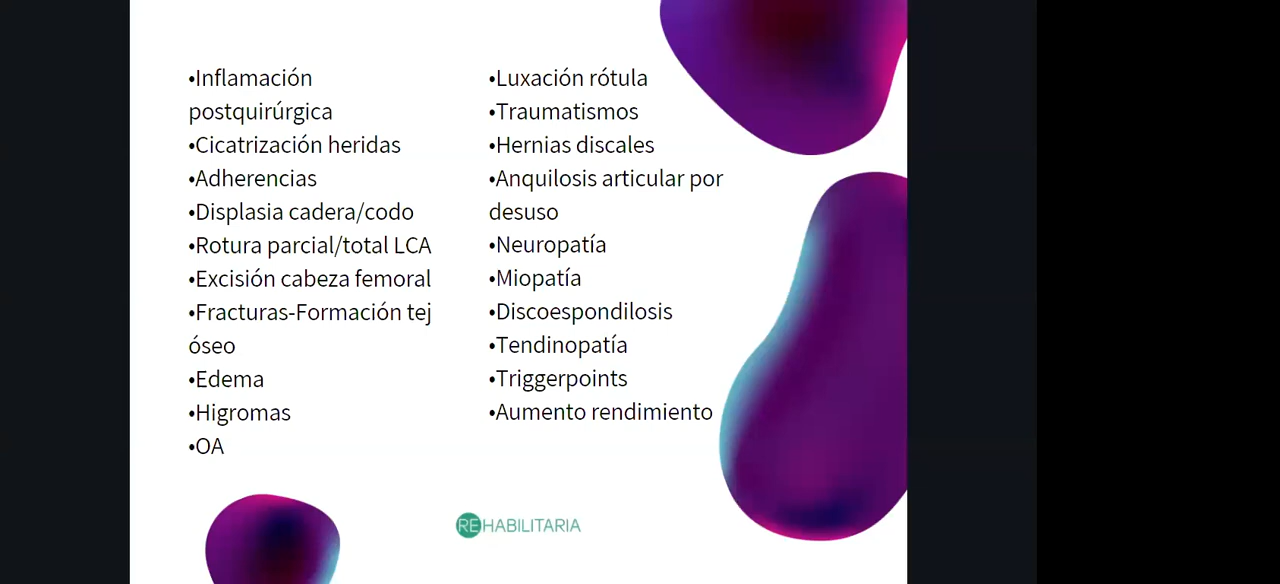 •Inflamación
postquirúrgica
•Cicatrización heridas
•Adherencias
•Displasia cadera/codo
•Rotura parcial/total LCA
•Excisión cabeza femoral
•Fracturas-Formación tej
óseo
•Edema
•Higromas
•OA
•Luxación rótula
•Traumatismos
•Hernias discales
•Anquilosis articular por
desuso
•Neuropatía
•Miopatía
•Discoespondilosis
•Tendinopatía
•Triggerpoints
•Aumento rendimiento
REHABILITARIA